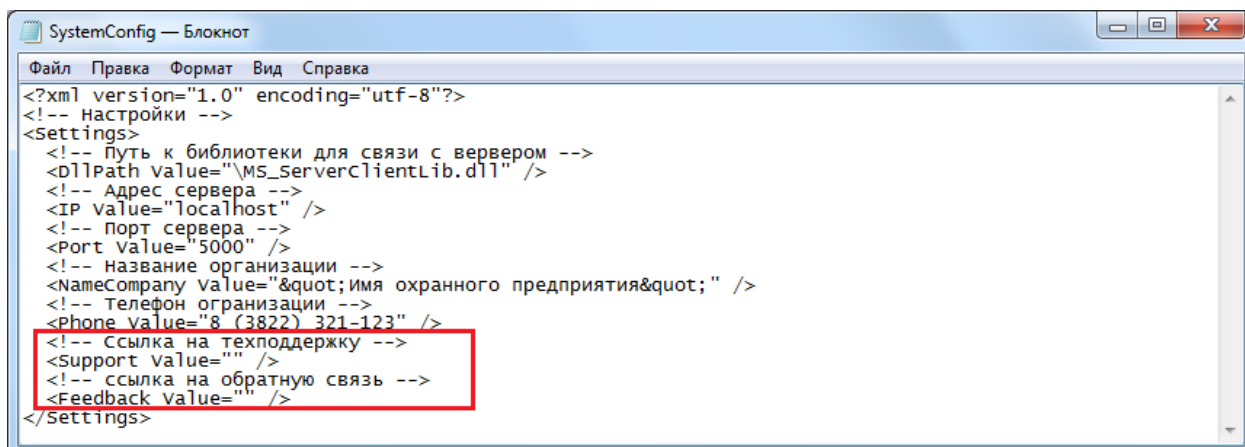 SystemConfig — Блокнот
Файл Правка Формат Вид Справка
<?xml version="1.0" encoding="utf-8"?>
<!-- Настройки -->
<Settings>
<!-- Путь к библиотеки для связи с вервером -->
<DllPath Value="\MS_ServerClientLib.dll" />
<!-- Адрес сервера -->
<IP Value="localhost" />
<!-- Порт сервера -->
<Port Value="5000" />
<!-- Название организации -->
<NameCompany Value="&quot;Имя охранного предприятия&quot;" />
<!-- Телефон огранизации -->
<Phone Value="8 (3822) 321-123" />
<!-- Ссылка на техподдержку -->
<Support Value="" />
<!-- ссылка на обратную связь -->
<Feedback Value="" />
</Settings>